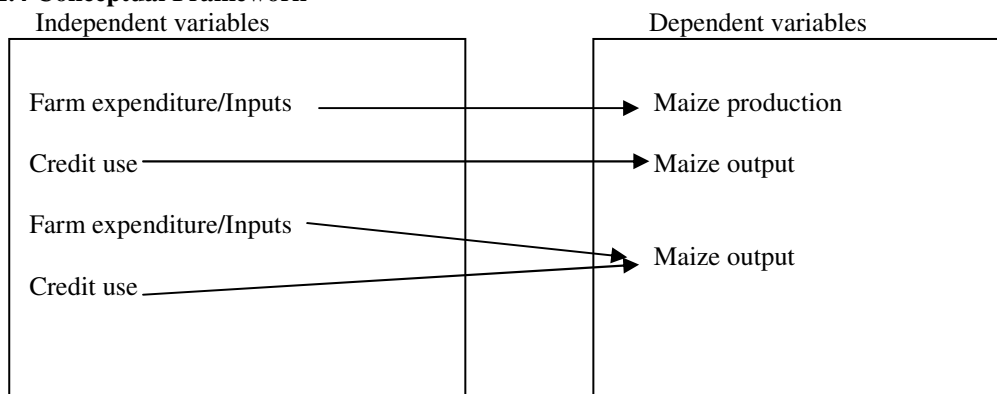 Conceptual Framework
Independent variables Dependent variables
Farm expenditure/Inputs Maize production
Credit use Maize output
Farm expenditure/Inputs
Maize output
Credit use